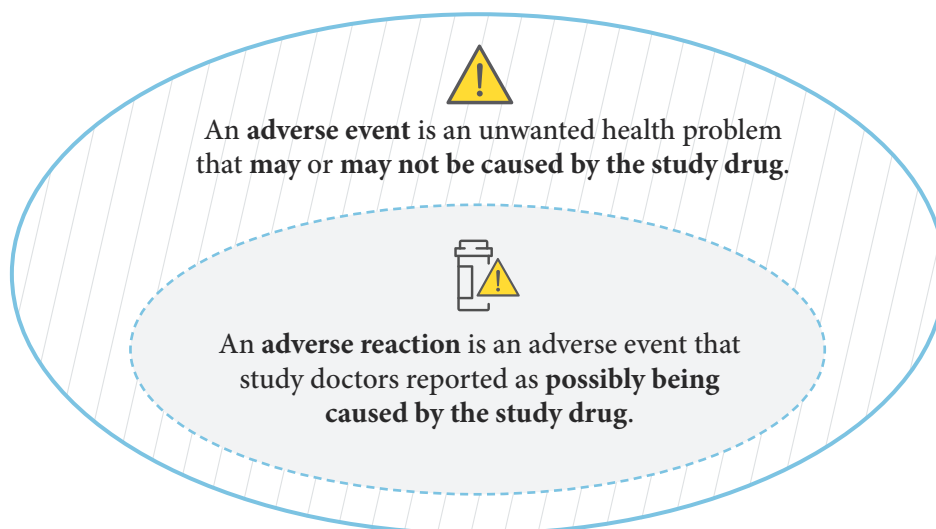 An adverse event is an unwanted health problem
that may or may not be caused by the study drug.
An adverse reaction is an adverse event that
study doctors reported as possibly being
caused by the study drug.